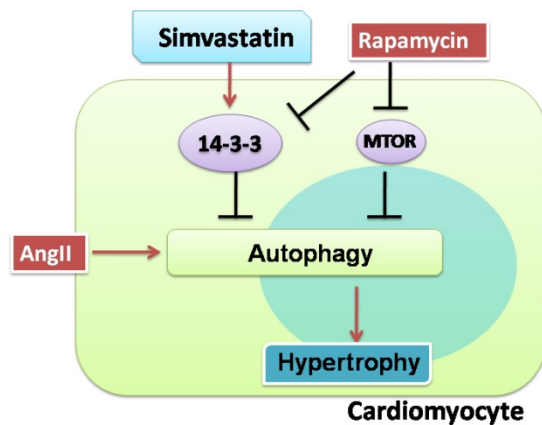 Simvastatin
Rapamycin
14-3-3
MTOR
AngII
Autophagy
Hypertrophy
Cardiomyocyte